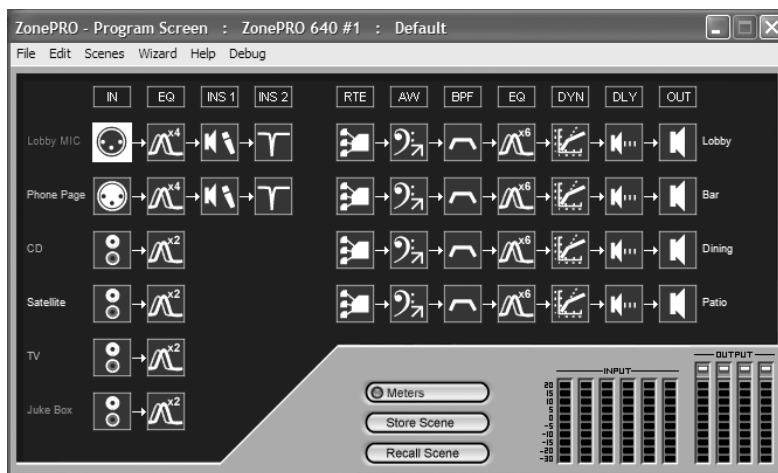 ZonePRO - Program Screen : ZonePRO 640 #1 : Default
File Edit Scenes Wizard Help Debug
IN EQ INS 1 INS 2 RTE AW BPF EQ DYN DLY OUT
Lobby MIC x4 x6 Lobby
Phone Page x4 x6 Bar
CD x2 x6 Dining
Satellite x2 x6 Patio
TV x2
Juke Box x2
Meters
Store Scene
Recall Scene
INPUT
OUTPUT
20
15
10
5
0
-5
-10
-15
-20
-30